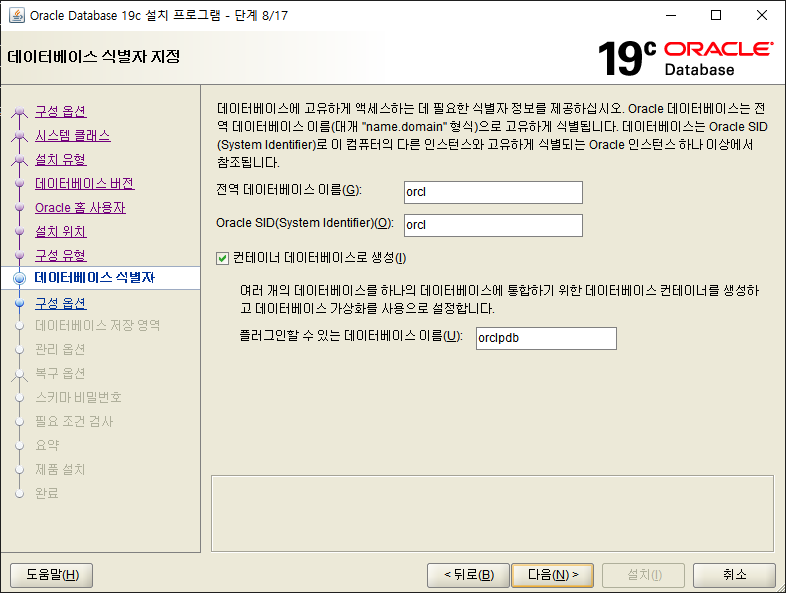 Oracle Database 19c 설치 프로그램 - 단계 8/17
데이터베이스 식별자 지정
19c ORACLE
Database
구성 옵션
시스템 클래스
설치 유형
데이터베이스 버전
Oracle 홈 사용자
설치 위치
구성 유형
데이터베이스 식별자
구성 옵션
데이터베이스 저장 영역
관리 옵션
복구 옵션
스키마 비밀번호
필요 조건 검사
요약
제품 설치
완료
데이터베이스에 고유하게 액세스하는 데 필요한 식별자 정보를 제공하십시오. Oracle 데이터베이스는 전
역 데이터베이스 이름(대개 "name.domain" 형식)으로 고유하게 식별됩니다. 데이터베이스는 Oracle SID
(System Identifier)로 이 컴퓨터의 다른 인스턴스와 고유하게 식별되는 Oracle 인스턴스 하나 이상에서
참조됩니다.
전역 데이터베이스 이름(G): orcl
Oracle SID(System Identifier)(O): orcl
컨테이너 데이터베이스로 생성(I)
여러 개의 데이터베이스를 하나의 데이터베이스에 통합하기 위한 데이터베이스 컨테이너를 생성하
고 데이터베이스 가상화를 사용으로 설정합니다.
플러그인할 수 있는 데이터베이스 이름(U): orclpdb
도움말(H)
< 뒤로(B)
다음(N) >
설치(I)
취소